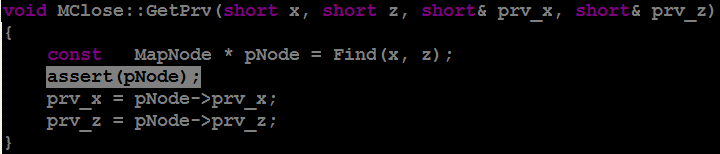 void MClose::GetPrv(short x, short z, short& prv_x, short& prv_z)
{
    const   MapNode * pNode = Find(x, z);
    assert(pNode);
    prv_x = pNode->prv_x;
    prv_z = pNode->prv_z;
}